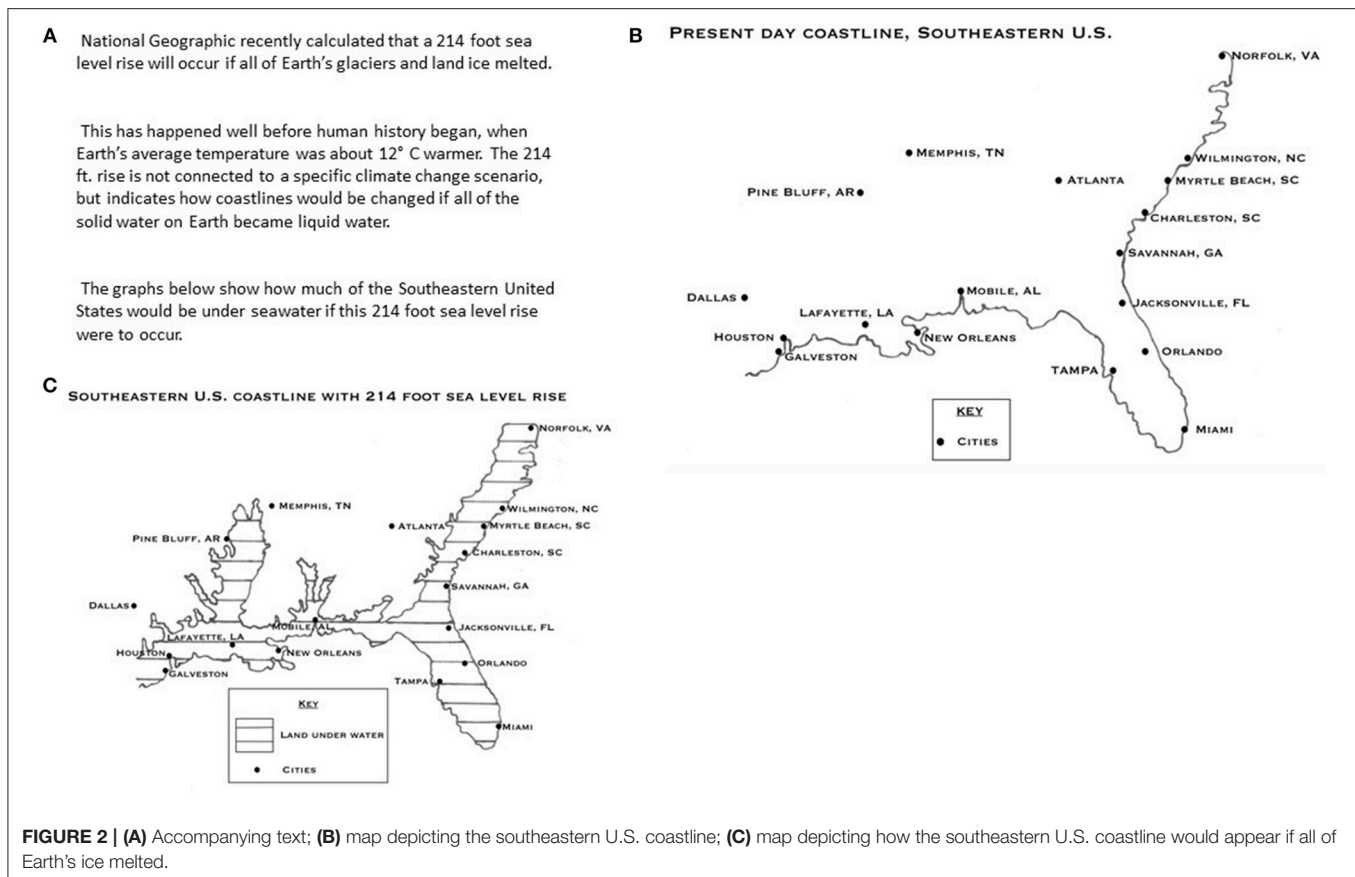 A
National Geographic recently calculated that a 214 foot sea
level rise will occur if all of Earth's glaciers and land ice melted.
This has happened well before human history began, when
Earth's average temperature was about 12° C warmer. The 214
ft. rise is not connected to a specific climate change scenario,
but indicates how coastlines would be changed if all of the
solid water on Earth became liquid water.
The graphs below show how much of the Southeastern United
States would be under seawater if this 214 foot sea level rise
were to occur.
B PRESENT DAY COASTLINE, SOUTHEASTERN U.S.
NORFOLK, VA
MEMPHIS, TN
WILMINGTON, NC
ATLANTA
MYRTLE BEACH, SC
PINE BLUFF, AR
CHARLESTON, SC
SAVANNAH, GA
MOBILE, AL
DALLAS
JACKSONVILLE, FL
LAFAYETTE, LA
HOUSTON
NEW ORLEANS
GALVESTON
ORLANDO
TAMPA
KEY
CITIES
MIAMI
C SOUTHEASTERN U.S. COASTLINE WITH 214 FOOT SEA LEVEL RISE
NORFOLK, VA
MEMPHIS, TN
WILMINGTON, NC
ATLANTA
MYRTLE BEACH, SC
PINE BLUFF, AR
CHARLESTON, SC
SAVANNAH, GA
DALLAS
MOBILE, AL
JACKSONVILLE, FL
LAFAYETTE, LA
HOUSTON
NEW ORLEANS
ORLANDO
GALVESTON
TAMPA
KEY
MIAMI
LAND UNDER WATER
CITIES
FIGURE 2 | (A) Accompanying text; (B) map depicting the southeastern U.S. coastline; (C) map depicting how the southeastern U.S. coastline would appear if all of
Earth's ice melted.